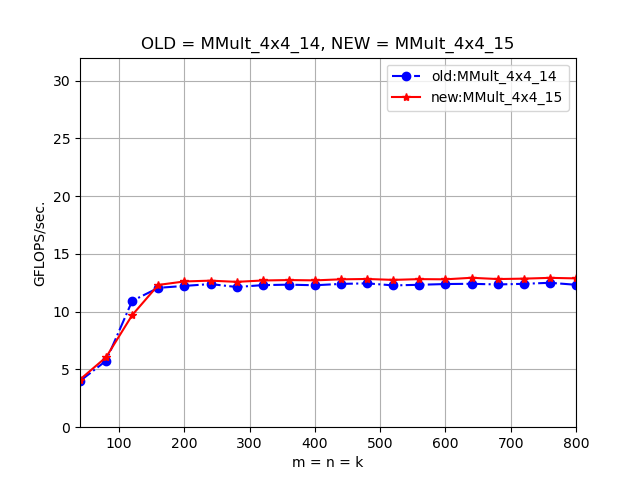 OLD = MMult_4x4_14, NEW = MMult_4x4_15
old:MMult_4x4_14
new:MMult_4x4_15
GFLOPS/sec.
30
25
20
15
10
5
0
100 200 300 400 500 600 700 800
m = n = k